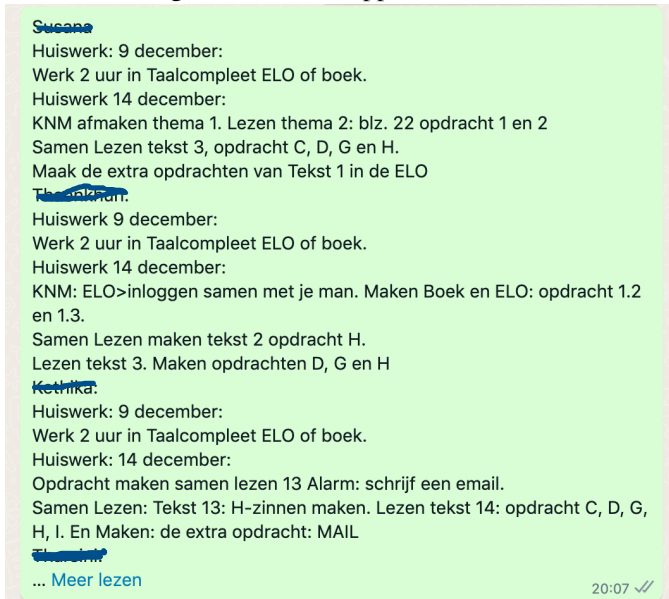 Huiswerk: 9 december:
Werk 2 uur in Taalcompleet ELO of boek.
Huiswerk 14 december:
KNM afmaken thema 1. Lezen thema 2: blz. 22 opdracht 1 en 2
Samen Lezen tekst 3, opdracht C, D, G en H.
Maak de extra opdrachten van Tekst 1 in de ELO
Huiswerk 9 december:
Werk 2 uur in Taalcompleet ELO of boek.
Huiswerk 14 december:
KNM: ELO>inloggen samen met je man. Maken Boek en ELO: opdracht 1.2
en 1.3.
Samen Lezen maken tekst 2 opdracht H.
Lezen tekst 3. Maken opdrachten D, G en H
Huiswerk: 9 december:
Werk 2 uur in Taalcompleet ELO of boek.
Huiswerk: 14 december:
Opdracht maken samen lezen 13 Alarm: schrijf een email.
Samen Lezen: Tekst 13: H-zinnen maken. Lezen tekst 14: opdracht C, D, G,
H, I. En Maken: de extra opdracht: MAIL
... Meer lezen
20:07